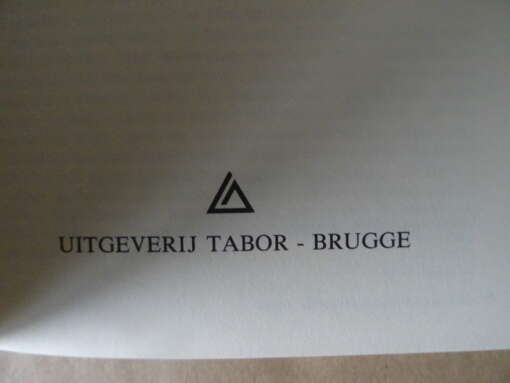 UITGEVERIJ TABOR - BRUGGE